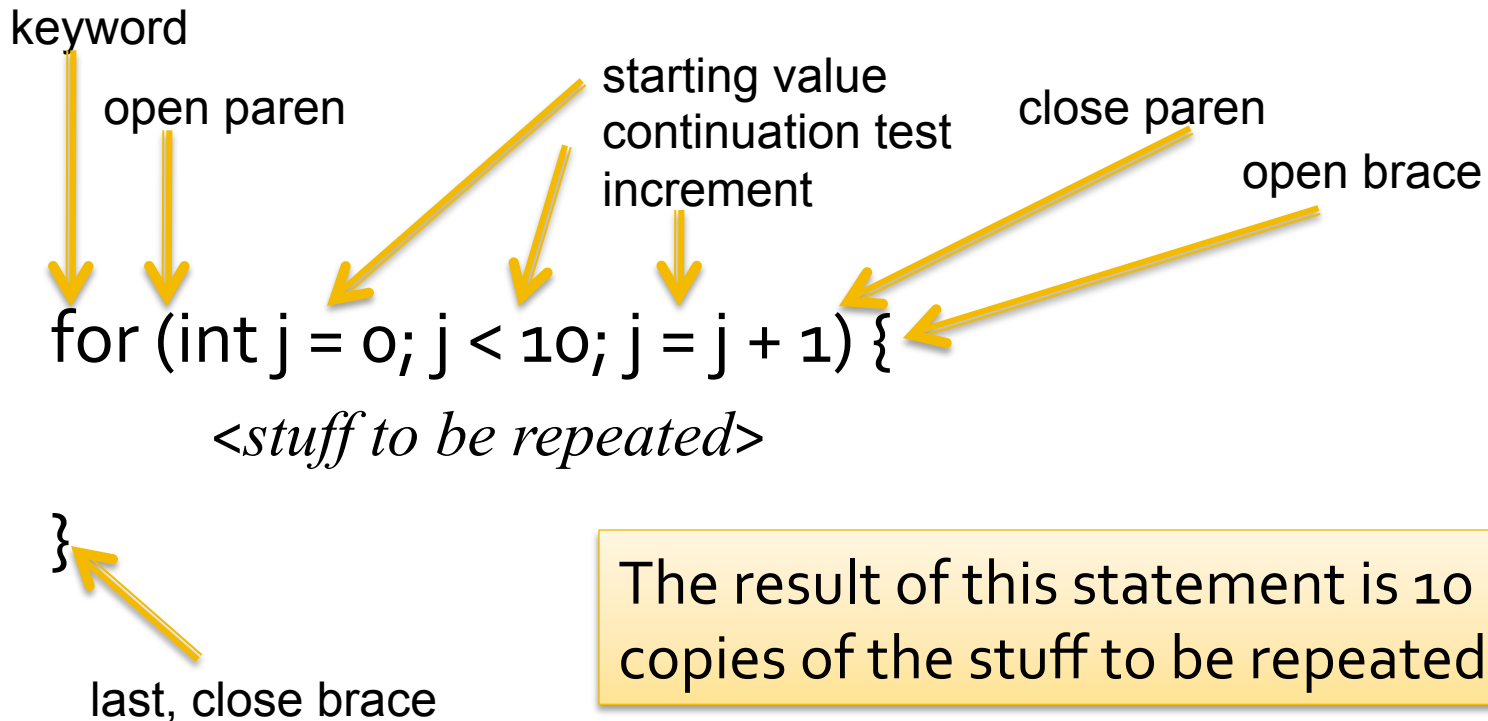 keyword
open paren
starting value
continuation test
increment
close paren
open brace
for (int j = 0; j < 10; j = j + 1) {
<stuff to be repeated>
}
The result of this statement is 10
copies of the stuff to be repeated
last, close brace